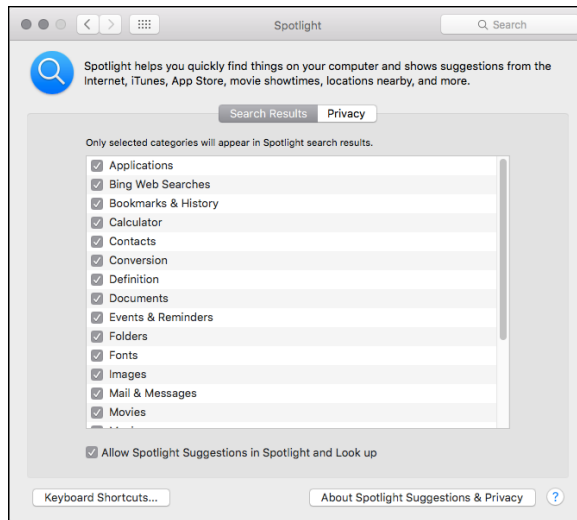 Spotlight
Search
Spotlight helps you quickly find things on your computer and shows suggestions from the
Internet, iTunes, App Store, movie showtimes, locations nearby, and more.
Search Results Privacy
Only selected categories will appear in Spotlight search results.
Applications
Bing Web Searches
Bookmarks & History
Calculator
Contacts
Conversion
Definition
Documents
Events & Reminders
Folders
Fonts
Images
Mail & Messages
Movies
Allow Spotlight Suggestions in Spotlight and Look up
Keyboard Shortcuts... About Spotlight Suggestions & Privacy ?